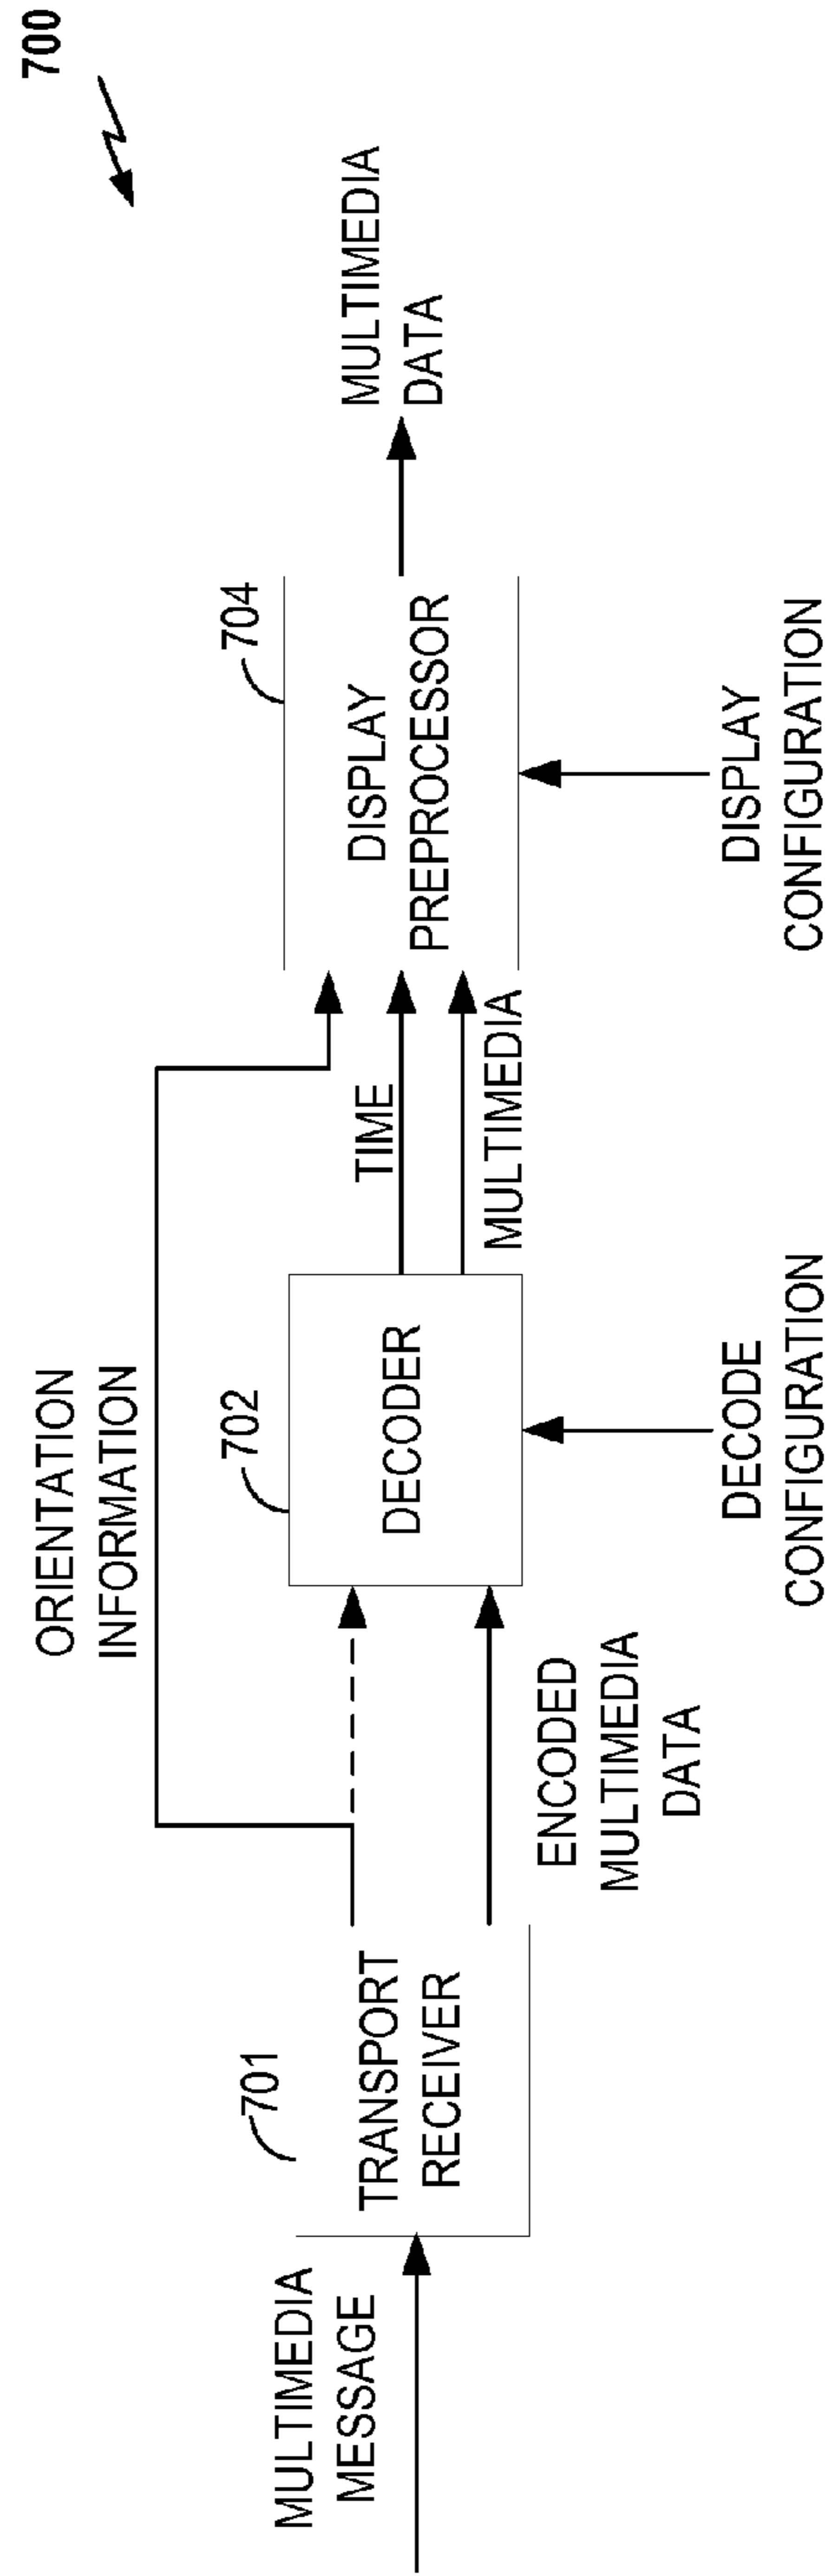 700
ORIENTATION
INFORMATION
701
702
704
MULTIMEDIA
MESSAGE
TRANSPORT
RECEIVER
DECODER
TIME
MULTIMEDIA
DISPLAY
PREPROCESSOR
MULTIMEDIA
DATA
ENCODED
MULTIMEDIA
DATA
DECODE
CONFIGURATION
DISPLAY
CONFIGURATION